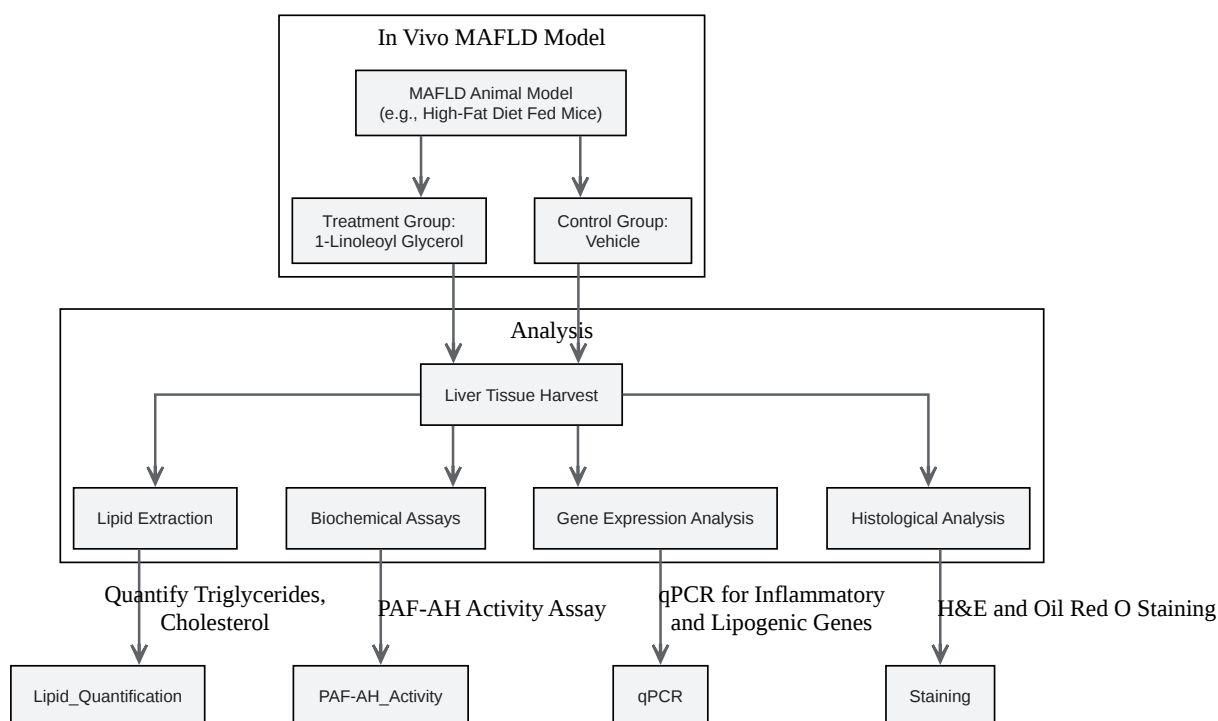 In Vivo MAFLD Model
MAFLD Animal Model
(e.g., High-Fat Diet Fed Mice)
Treatment Group:
1-Linoleoyl Glycerol
Control Group:
Vehicle
Analysis
Liver Tissue Harvest
Lipid Extraction
Biochemical Assays
Gene Expression Analysis
Histological Analysis
Quantify Triglycerides,
Cholesterol
PAF-AH Activity Assay
qPCR for Inflammatory
and Lipogenic Genes
H&E and Oil Red O Staining
Lipid_Quantification
PAF-AH_Activity
qPCR
Staining